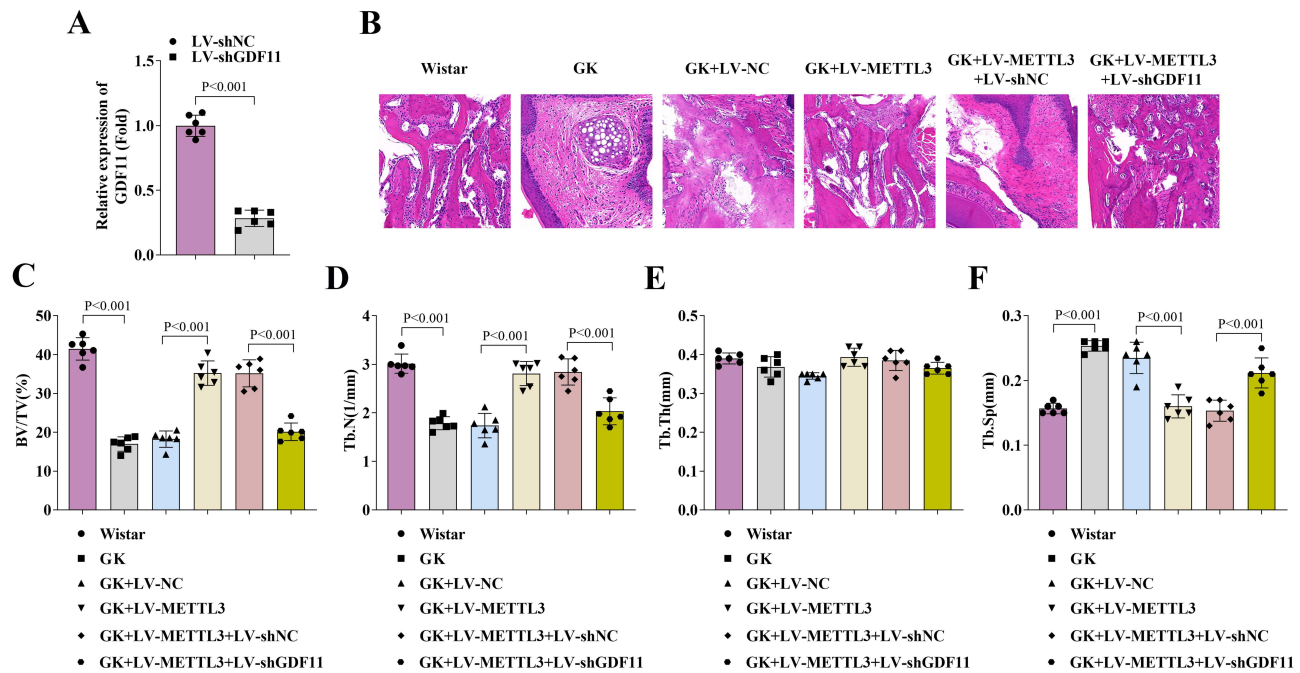 A
LV-shNC
LV-shGDF11
Relative expression of
GDF11 (Fold)
1.5
1.0
0.5
0.0
P<0.001
B
Wistar
GK
GK+LV-NC
GK+LV-METTL3
GK+LV-METTL3
+LV-shNC
GK+LV-METTL3
+LV-shGDF11
C
BV/TV(%)
50
40
30
20
10
0
P<0.001
P<0.001
P<0.001
Wistar
GK
GK+LV-NC
GK+LV-METTL3
GK+LV-METTL3+LV-shNC
GK+LV-METTL3+LV-shGDF11
D
Tb.N(1/mm)
4
3
2
1
0
P<0.001
P<0.001
P<0.001
Wistar
GK
GK+LV-NC
GK+LV-METTL3
GK+LV-METTL3+LV-shNC
GK+LV-METTL3+LV-shGDF11
E
Tb.Th(mm)
0.5
0.4
0.3
0.2
0.1
0.0
Wistar
GK
GK+LV-NC
GK+LV-METTL3
GK+LV-METTL3+LV-shNC
GK+LV-METTL3+LV-shGDF11
F
Tb.Sp(mm)
0.3
0.2
0.1
0.0
P<0.001
P<0.001
P<0.001
Wistar
GK
GK+LV-NC
GK+LV-METTL3
GK+LV-METTL3+LV-shNC
GK+LV-METTL3+LV-shGDF11